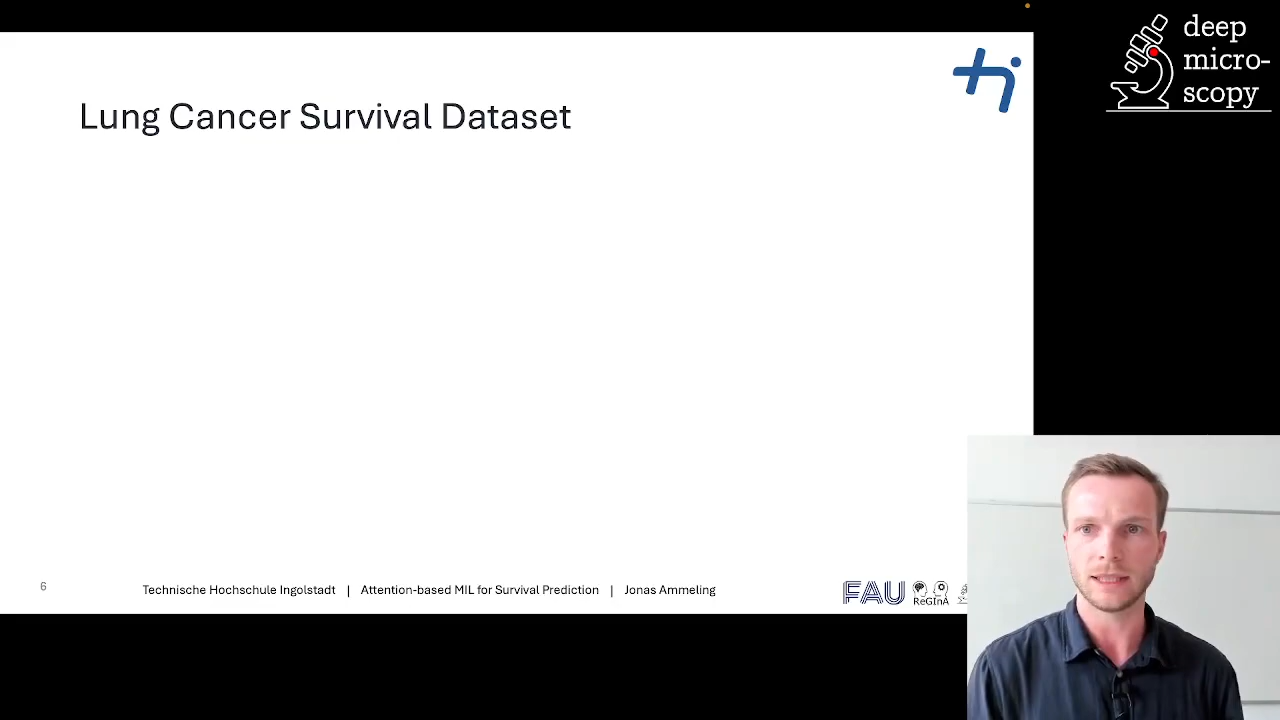 deep
micro-
scopy
Lung Cancer Survival Dataset
6
Technische Hochschule Ingolstadt | Attention-based MIL for Survival Prediction | Jonas Ammeling
FAU
ReGInA